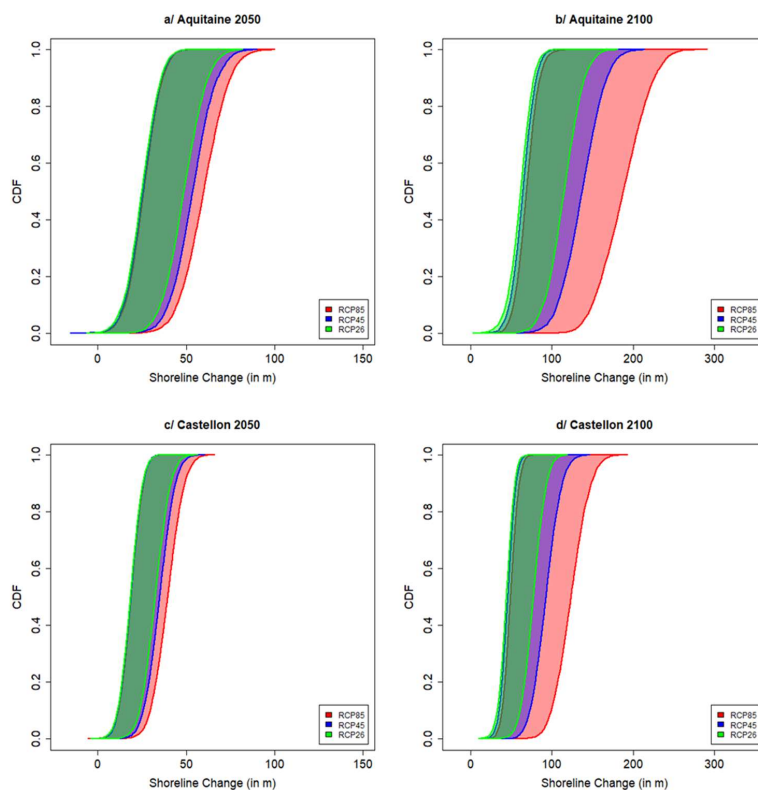 a/ Aquitaine 2050
CDF
1.0
0.8
0.6
0.4
0.2
0.0
RCP85
RCP45
RCP26
0 50 100 150
Shoreline Change (in m)
b/ Aquitaine 2100
CDF
1.0
0.8
0.6
0.4
0.2
0.0
RCP85
RCP45
RCP26
0 100 200 300
Shoreline Change (in m)
c/ Castellon 2050
CDF
1.0
0.8
0.6
0.4
0.2
0.0
RCP85
RCP45
RCP26
0 50 100 150
Shoreline Change (in m)
d/ Castellon 2100
CDF
1.0
0.8
0.6
0.4
0.2
0.0
RCP85
RCP45
RCP26
0 100 200 300
Shoreline Change (in m)